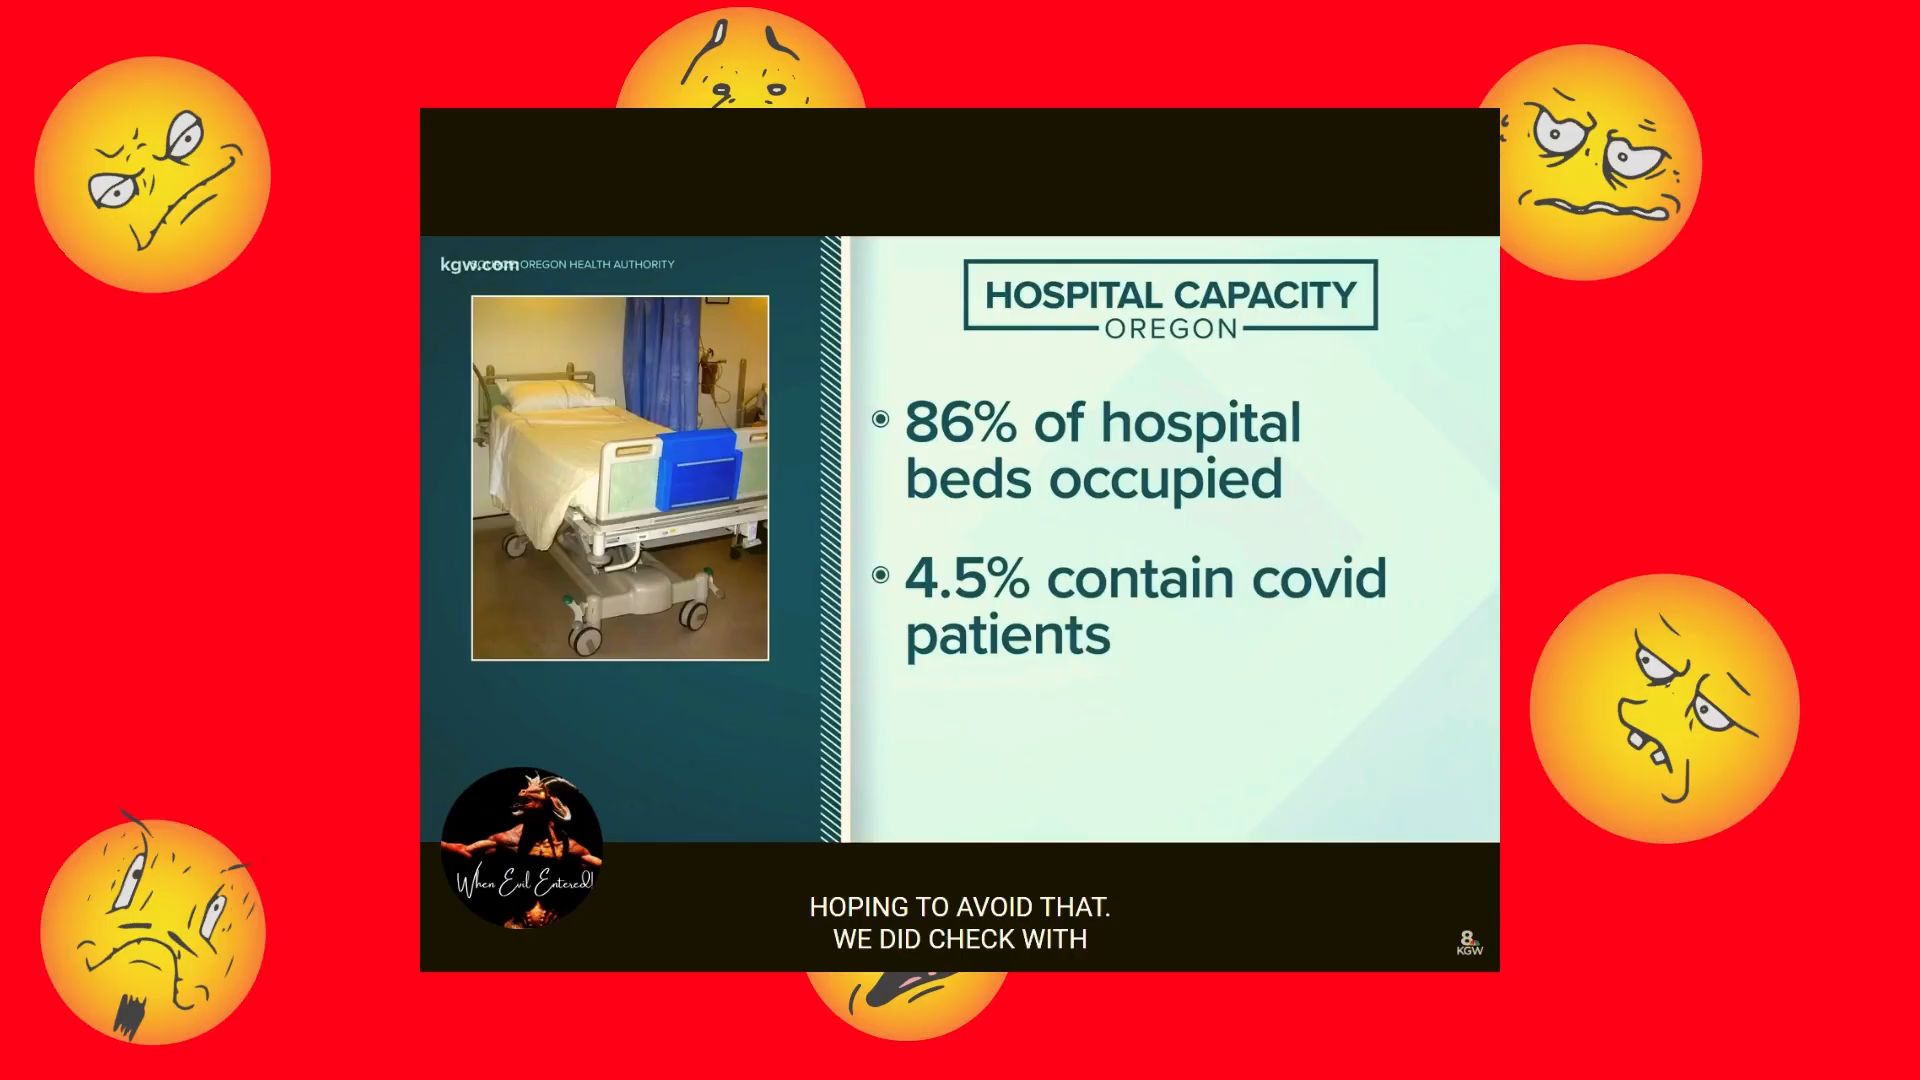 kgw.com OREGON HEALTH AUTHORITY
HOSPITAL CAPACITY
OREGON
86% of hospital
beds occupied
4.5% contain covid
patients
When Evil Entered!
HOPING TO AVOID THAT.
WE DID CHECK WITH
8
KGW